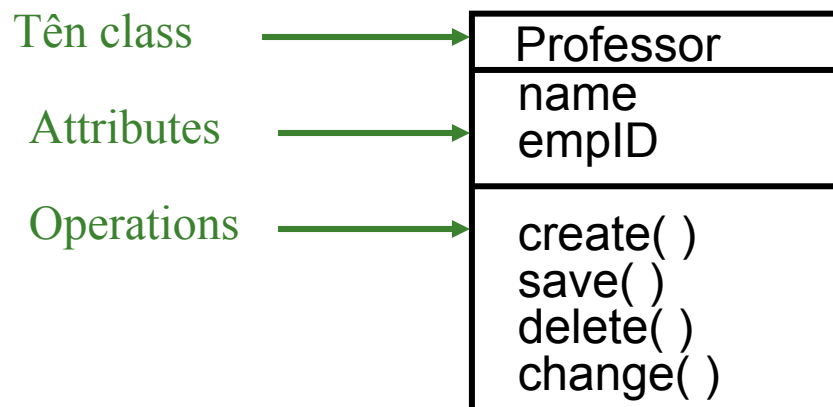 Tên class
Professor
Attributes
name
empID
Operations
create( )
save( )
delete( )
change( )